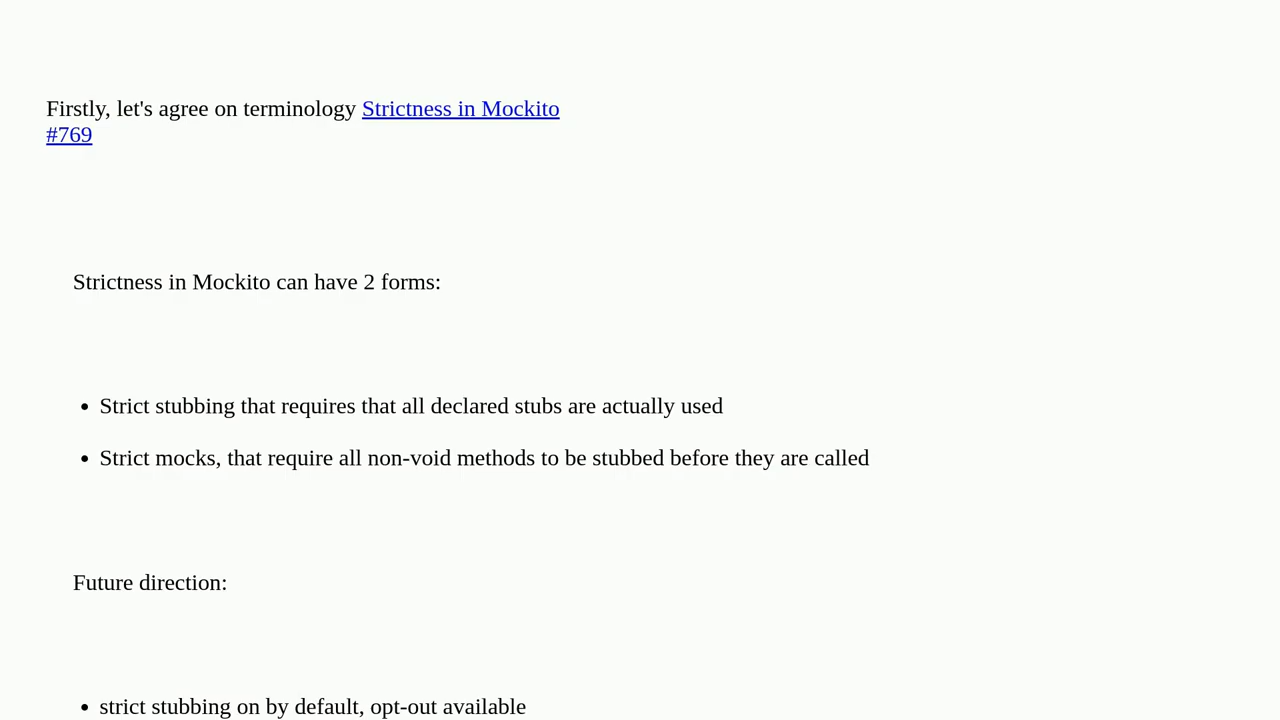 Firstly, let's agree on terminology Strictness in Mockito
#769
Strictness in Mockito can have 2 forms:
• Strict stubbing that requires that all declared stubs are actually used
• Strict mocks, that require all non-void methods to be stubbed before they are called
Future direction:
• strict stubbing on by default, opt-out available